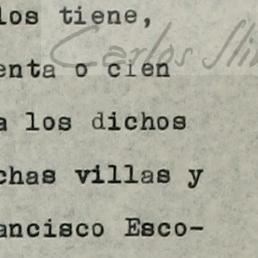 los tiene,
enta o cien
a los dichos
chas villas y
ancisco Esco-
Carlos